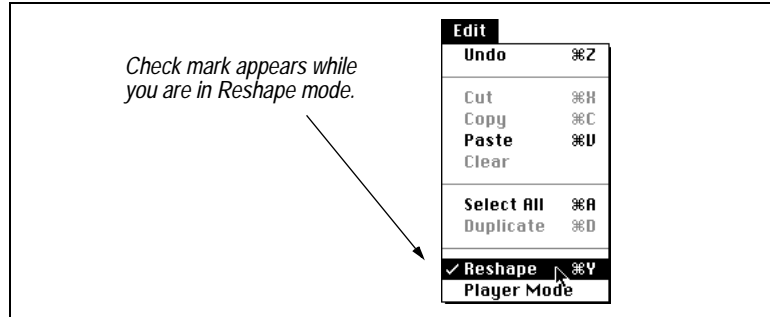 Check mark appears while
you are in Reshape mode.
Edit
Undo ⌘Z
Cut ⌘X
Copy ⌘C
Paste ⌘V
Clear
Select All ⌘A
Duplicate ⌘D
✓ Reshape ⌘Y
Player Mode